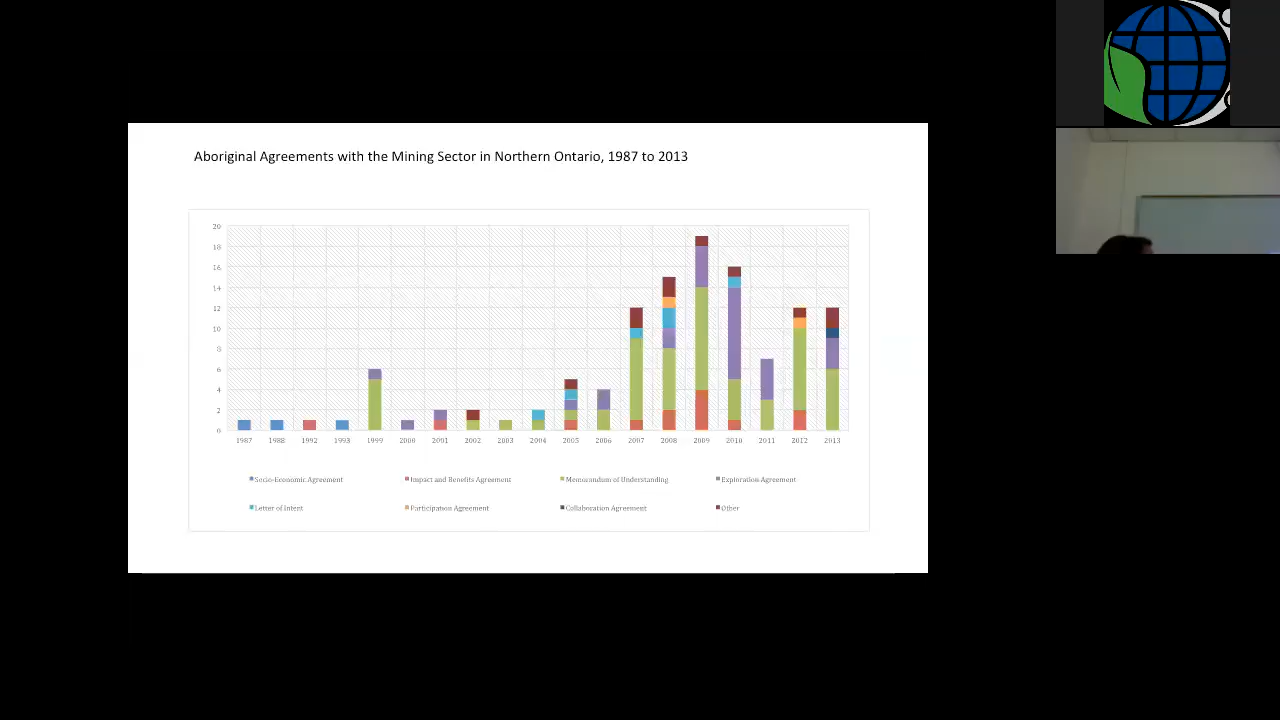 Aboriginal Agreements with the Mining Sector in Northern Ontario, 1987 to 2013
20
18
16
14
12
10
8
6
4
2
0
1987 1988 1992 1993 1999 2000 2001 2002 2003 2004 2005 2006 2007 2008 2009 2010 2011 2012 2013
Socio-Economic Agreement Impact and Benefits Agreement Memorandum of Understanding Exploration Agreement
Letter of Intent Participation Agreement Collaboration Agreement Other